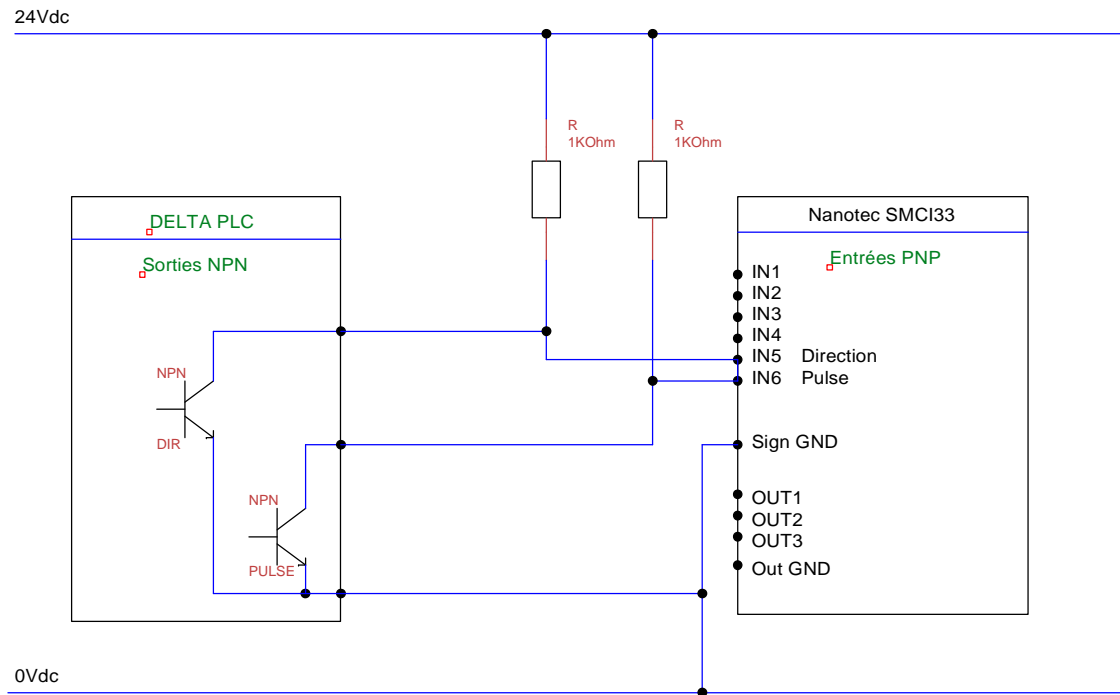 24Vdc
R
1KOhm
R
1KOhm
DELTA PLC
Sorties NPN
NPN
DIR
NPN
PULSE
Nanotec SMCI33
Entrées PNP
IN1
IN2
IN3
IN4
IN5 Direction
IN6 Pulse
Sign GND
OUT1
OUT2
OUT3
Out GND
0Vdc